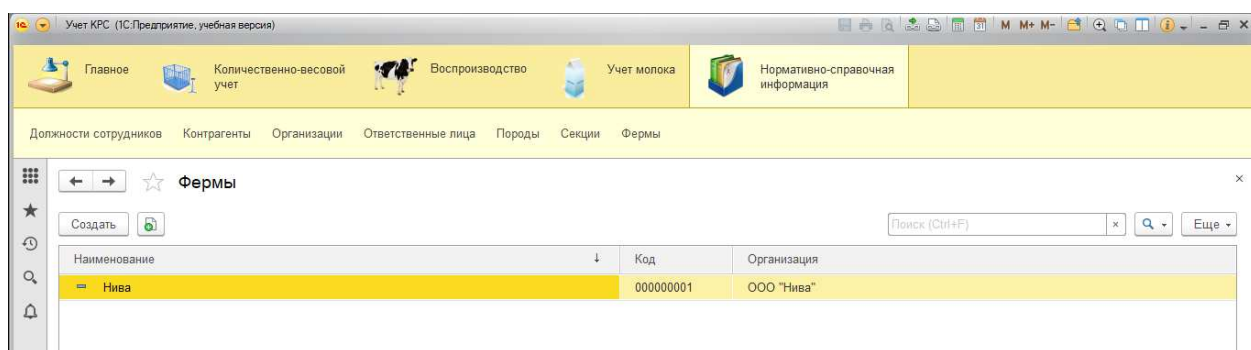 Учет КРС (1С:Предприятие, учебная версия) M M+ M-
Главное Количественно-весовой учет Воспроизводство Учет молока Нормативно-справочная информация
Должности сотрудников Контрагенты Организации Ответственные лица Породы Секции Фермы
Фермы
Создать Поиск (Ctrl+F) Еще
Наименование Код Организация
Нива 000000001 ООО "Нива"